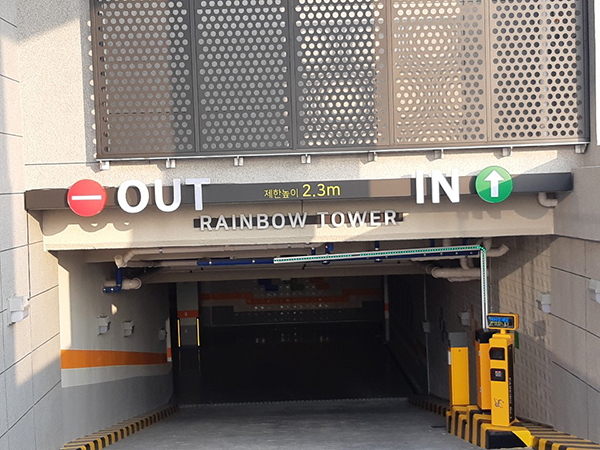 OUT 제한높이 2.3m IN
RAINBOW TOWER